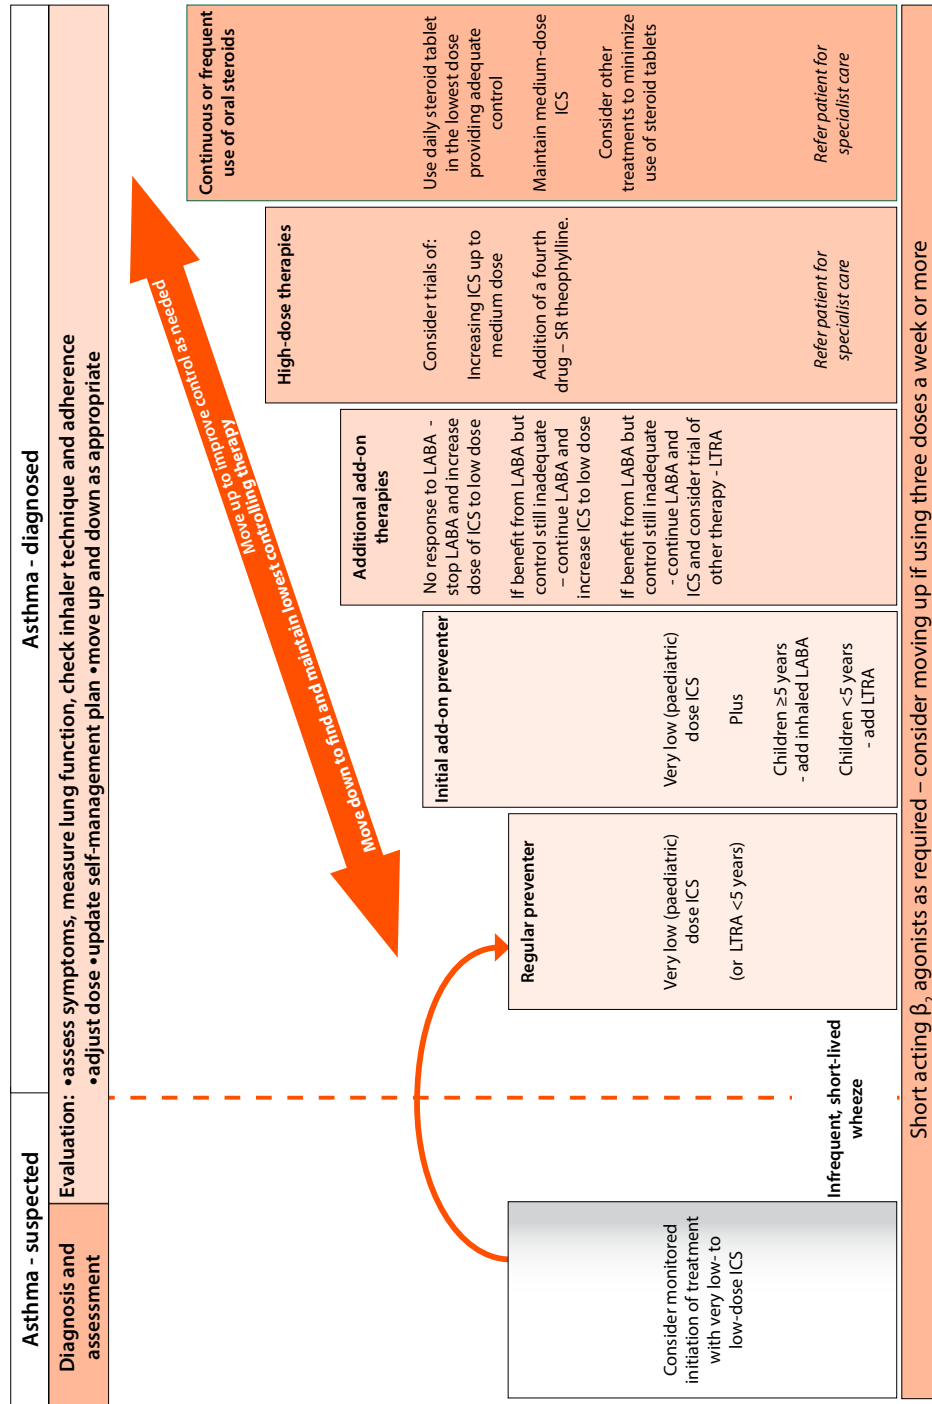 Asthma - suspected
Asthma - diagnosed
Diagnosis and
assessment
Evaluation: •assess symptoms, measure lung function, check inhaler technique and adherence
•adjust dose •update self-management plan •move up and down as appropriate
Move up to improve control as needed
Move down to find and maintain lowest controlling therapy
Consider monitored
initiation of treatment
with very low- to
low-dose ICS
Infrequent, short-lived
wheeze
Regular preventer
Very low (paediatric)
dose ICS
(or LTRA <5 years)
Initial add-on preventer
Very low (paediatric)
dose ICS
Plus
Children ≥5 years
- add inhaled LABA
Children <5 years
- add LTRA
Additional add-on
therapies
No response to LABA -
stop LABA and increase
dose of ICS to low dose
If benefit from LABA but
control still inadequate
– continue LABA and
increase ICS to low dose
If benefit from LABA but
control still inadequate
- continue LABA and
ICS and consider trial of
other therapy - LTRA
High-dose therapies
Consider trials of:
Increasing ICS up to
medium dose
Addition of a fourth
drug – SR theophylline.
Refer patient for
specialist care
Continuous or frequent
use of oral steroids
Use daily steroid tablet
in the lowest dose
providing adequate
control
Maintain medium-dose
ICS
Consider other
treatments to minimize
use of steroid tablets
Refer patient for
specialist care
Short acting β₂ agonists as required – consider moving up if using three doses a week or more